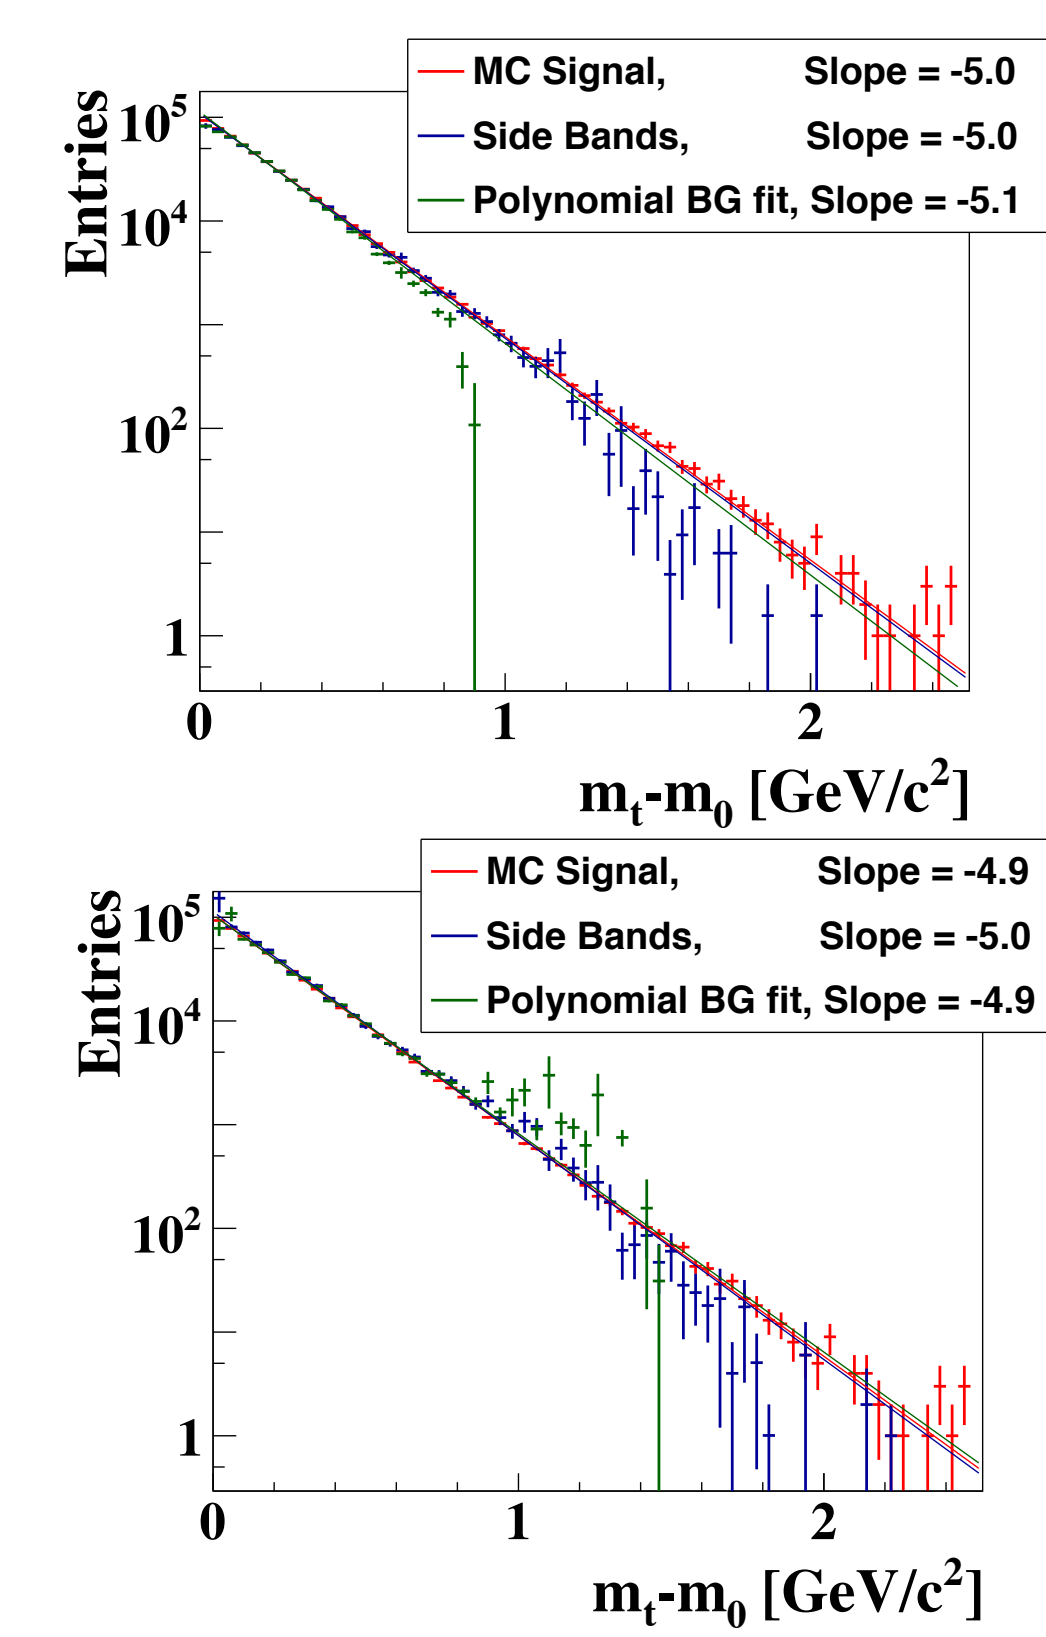 MC Signal, Slope = -5.0
Side Bands, Slope = -5.0
Polynomial BG fit, Slope = -5.1
Entries
10^5
10^4
10^2
1
0 1 2
m_t-m_0 [GeV/c^2]
MC Signal, Slope = -4.9
Side Bands, Slope = -5.0
Polynomial BG fit, Slope = -4.9
Entries
10^5
10^4
10^2
1
0 1 2
m_t-m_0 [GeV/c^2]